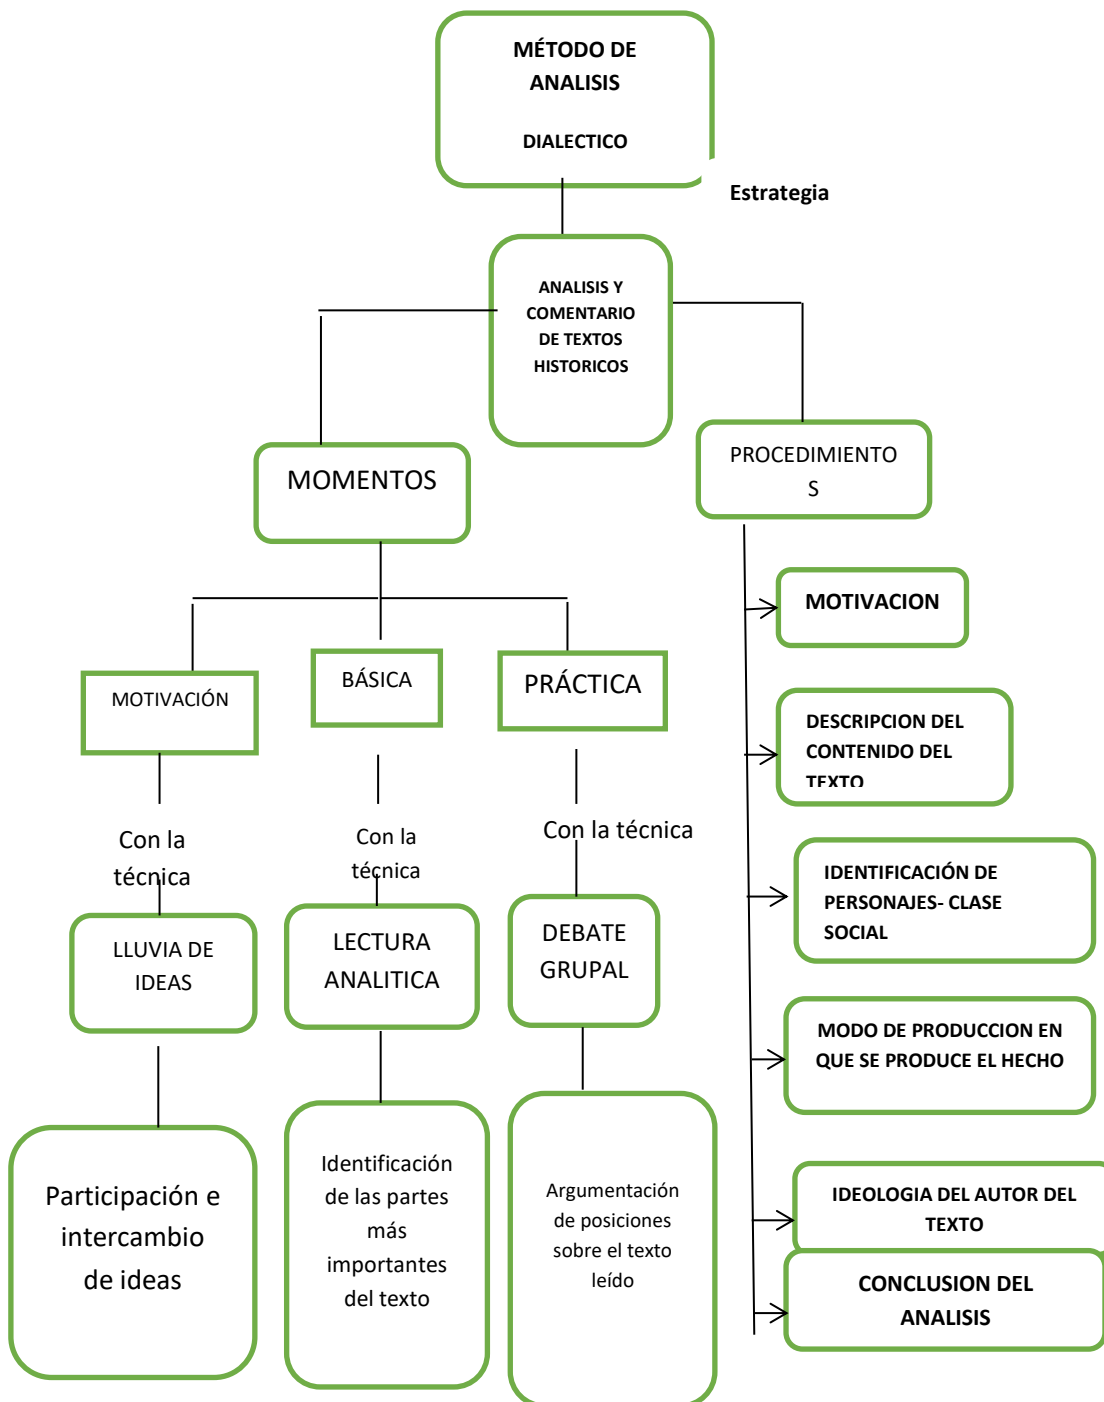 MÉTODO DE
ANALISIS
DIALECTICO
Estrategia
ANALISIS Y
COMENTARIO
DE TEXTOS
HISTORICOS
MOMENTOS
PROCEDIMIENTO
S
MOTIVACIÓN
BÁSICA
PRÁCTICA
Con la
técnica
Con la
técnica
Con la técnica
LLUVIA DE
IDEAS
LECTURA
ANALITICA
DEBATE
GRUPAL
Participación e
intercambio
de ideas
Identificación
de las partes
más
importantes
del texto
Argumentación
de posiciones
sobre el texto
leído
MOTIVACION
DESCRIPCION DEL
CONTENIDO DEL
TEXTO
IDENTIFICACIÓN DE
PERSONAJES- CLASE
SOCIAL
MODO DE PRODUCCION EN
QUE SE PRODUCE EL HECHO
IDEOLOGIA DEL AUTOR DEL
TEXTO
CONCLUSION DEL
ANALISIS